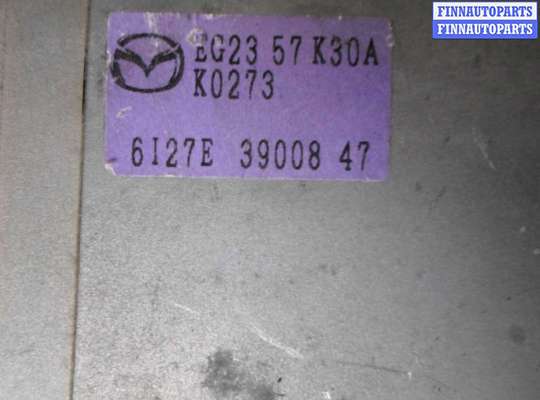 FINNAUTOPARTS
FINNAUTOPARTS
EG23 57 K30A
K0273
6I27E 39008 47